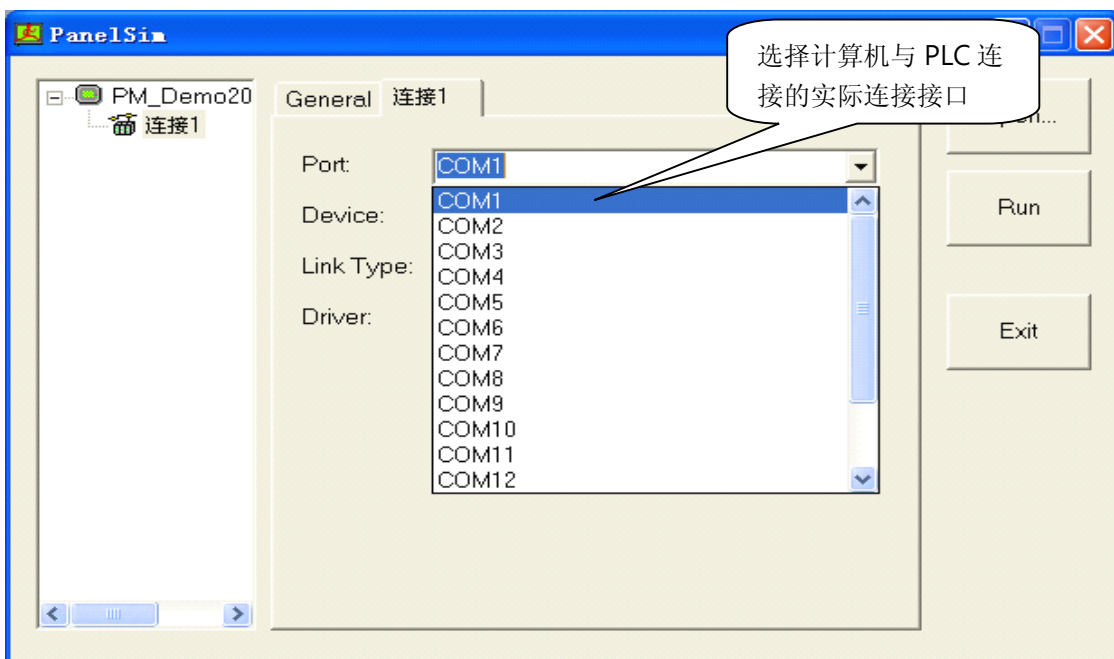 PanelSim
选择计算机与 PLC 连
接的实际连接接口
PM_Demo20
连接1
General
连接1
Port:
COM1
Device:
Link Type:
Driver:
COM1
COM2
COM3
COM4
COM5
COM6
COM7
COM8
COM9
COM10
COM11
COM12
Run
Exit